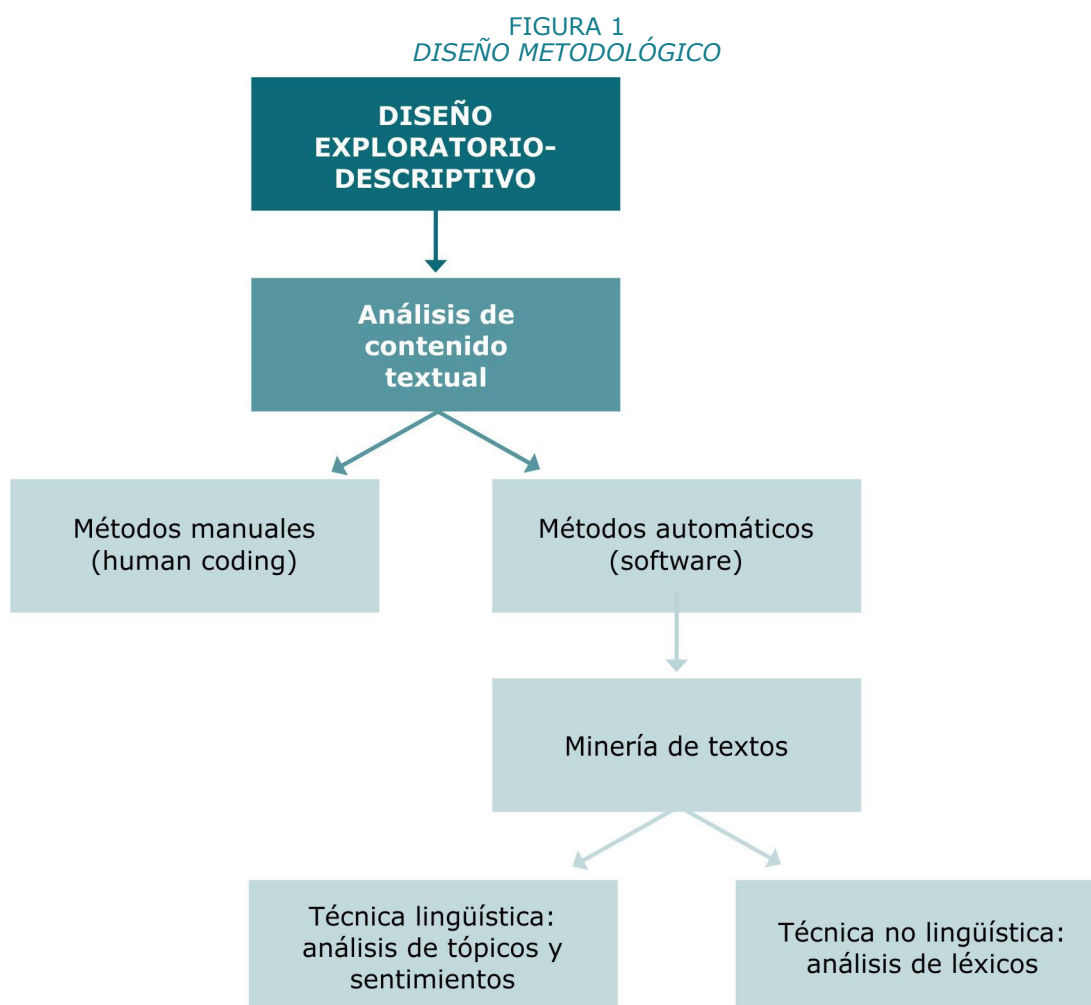 FIGURA 1
DISEÑO METODOLÓGICO
DISEÑO
EXPLORATORIO-
DESCRIPTIVO
Análisis de
contenido
textual
Métodos manuales
(human coding)
Métodos automáticos
(software)
Minería de textos
Técnica lingüística:
análisis de tópicos y
sentimientos
Técnica no lingüística:
análisis de léxicos